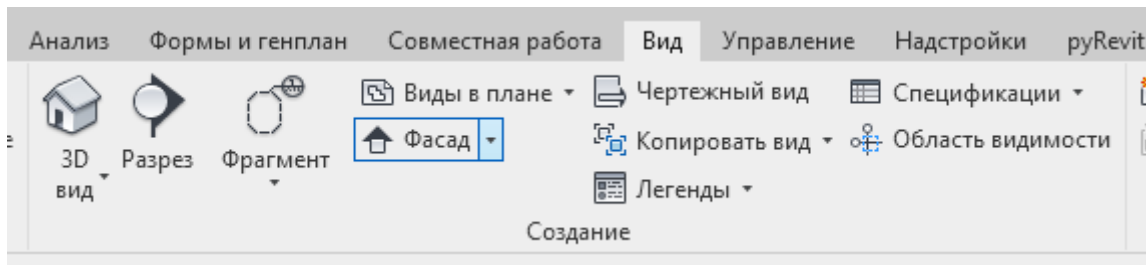 Анализ Формы и генплан Совместная работа Вид Управление Надстройки pyRevit
3D вид
Разрез
Фрагмент
Виды в плане
Фасад
Чертежный вид
Копировать вид
Легенды
Спецификации
Область видимости
Создание